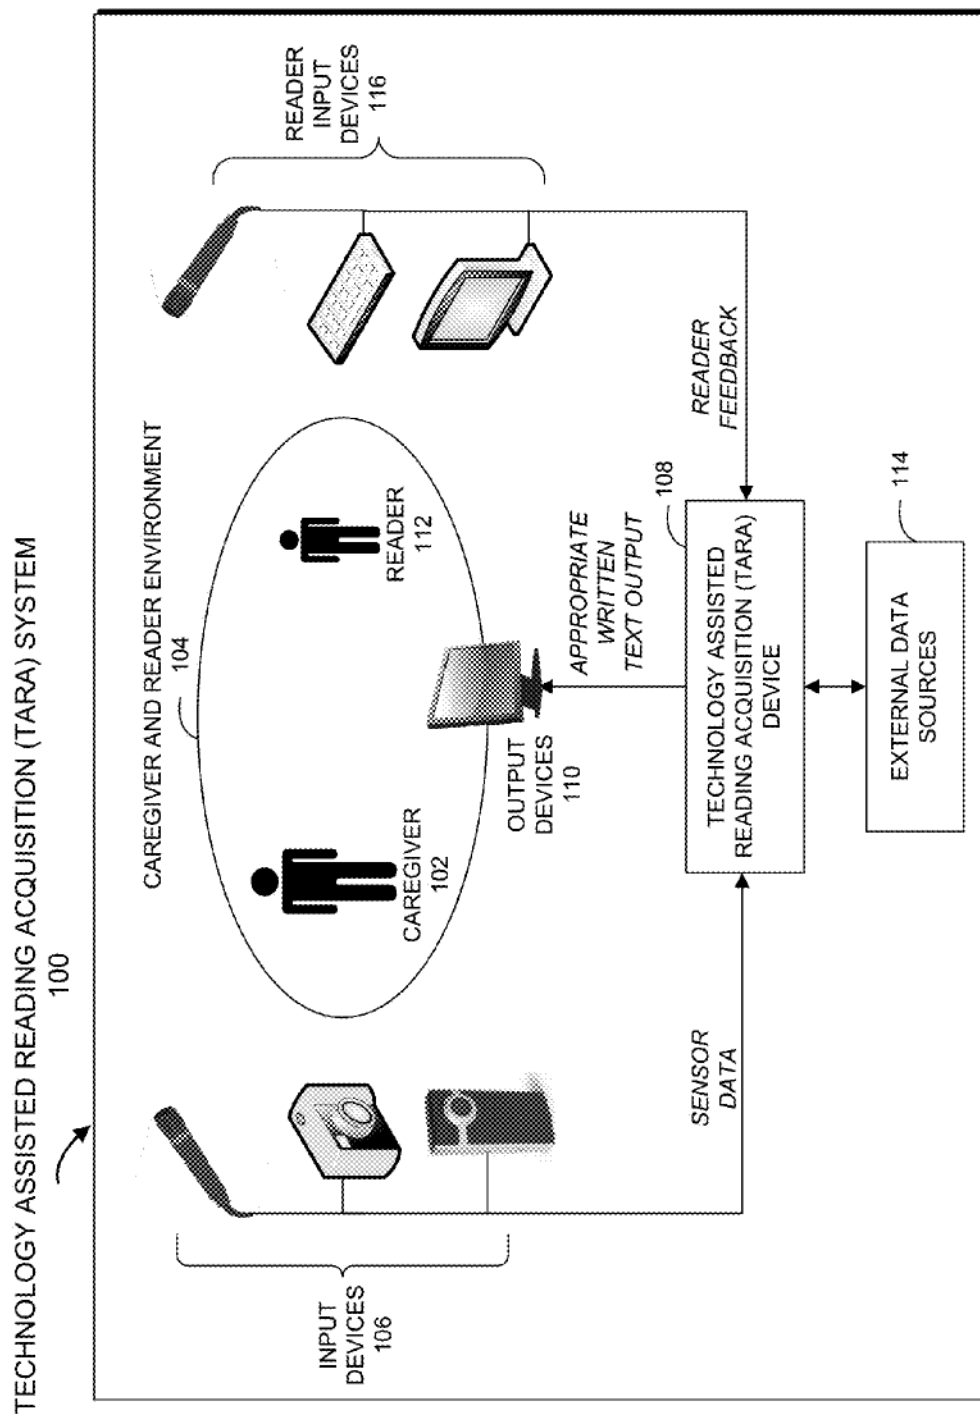 TECHNOLOGY ASSISTED READING ACQUISITION (TARA) SYSTEM
100
CAREGIVER AND READER ENVIRONMENT
104
INPUT
DEVICES
106
CAREGIVER
102
READER
112
READER
INPUT
DEVICES
116
OUTPUT
DEVICES
110
APPROPRIATE
WRITTEN
TEXT OUTPUT
SENSOR
DATA
READER
FEEDBACK
108
TECHNOLOGY ASSISTED
READING ACQUISITION (TARA)
DEVICE
114
EXTERNAL DATA
SOURCES